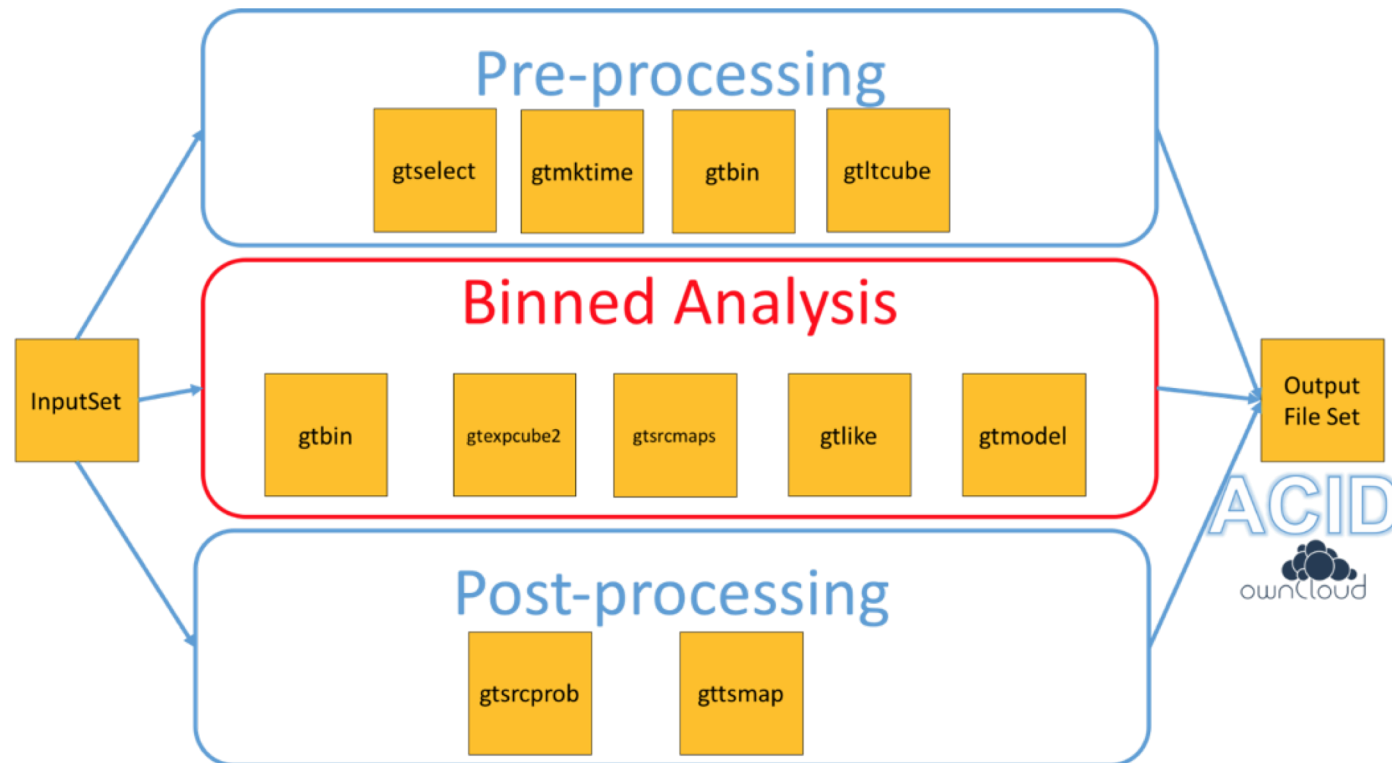 Pre-processing
gtselect
gtmktime
gtbin
gtltcube
Binned Analysis
InputSet
gtbin
gtexpcube2
gtsrcmaps
gtlike
gtmodel
Output
File Set
ACID
ownCloud
Post-processing
gtsrcprob
gttsmap